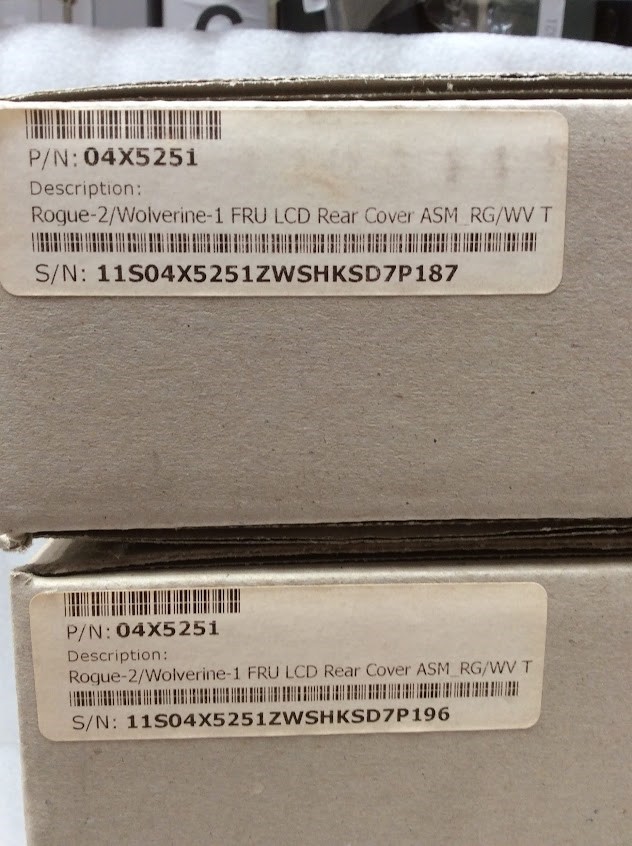 P/N: 04X5251
Description:
Rogue-2/Wolverine-1 FRU LCD Rear Cover ASM_RG/WV T
S/N: 11S04X5251ZWSHKSD7P187
P/N: 04X5251
Description:
Rogue-2/Wolverine-1 FRU LCD Rear Cover ASM_RG/WV T
S/N: 11S04X5251ZWSHKSD7P196